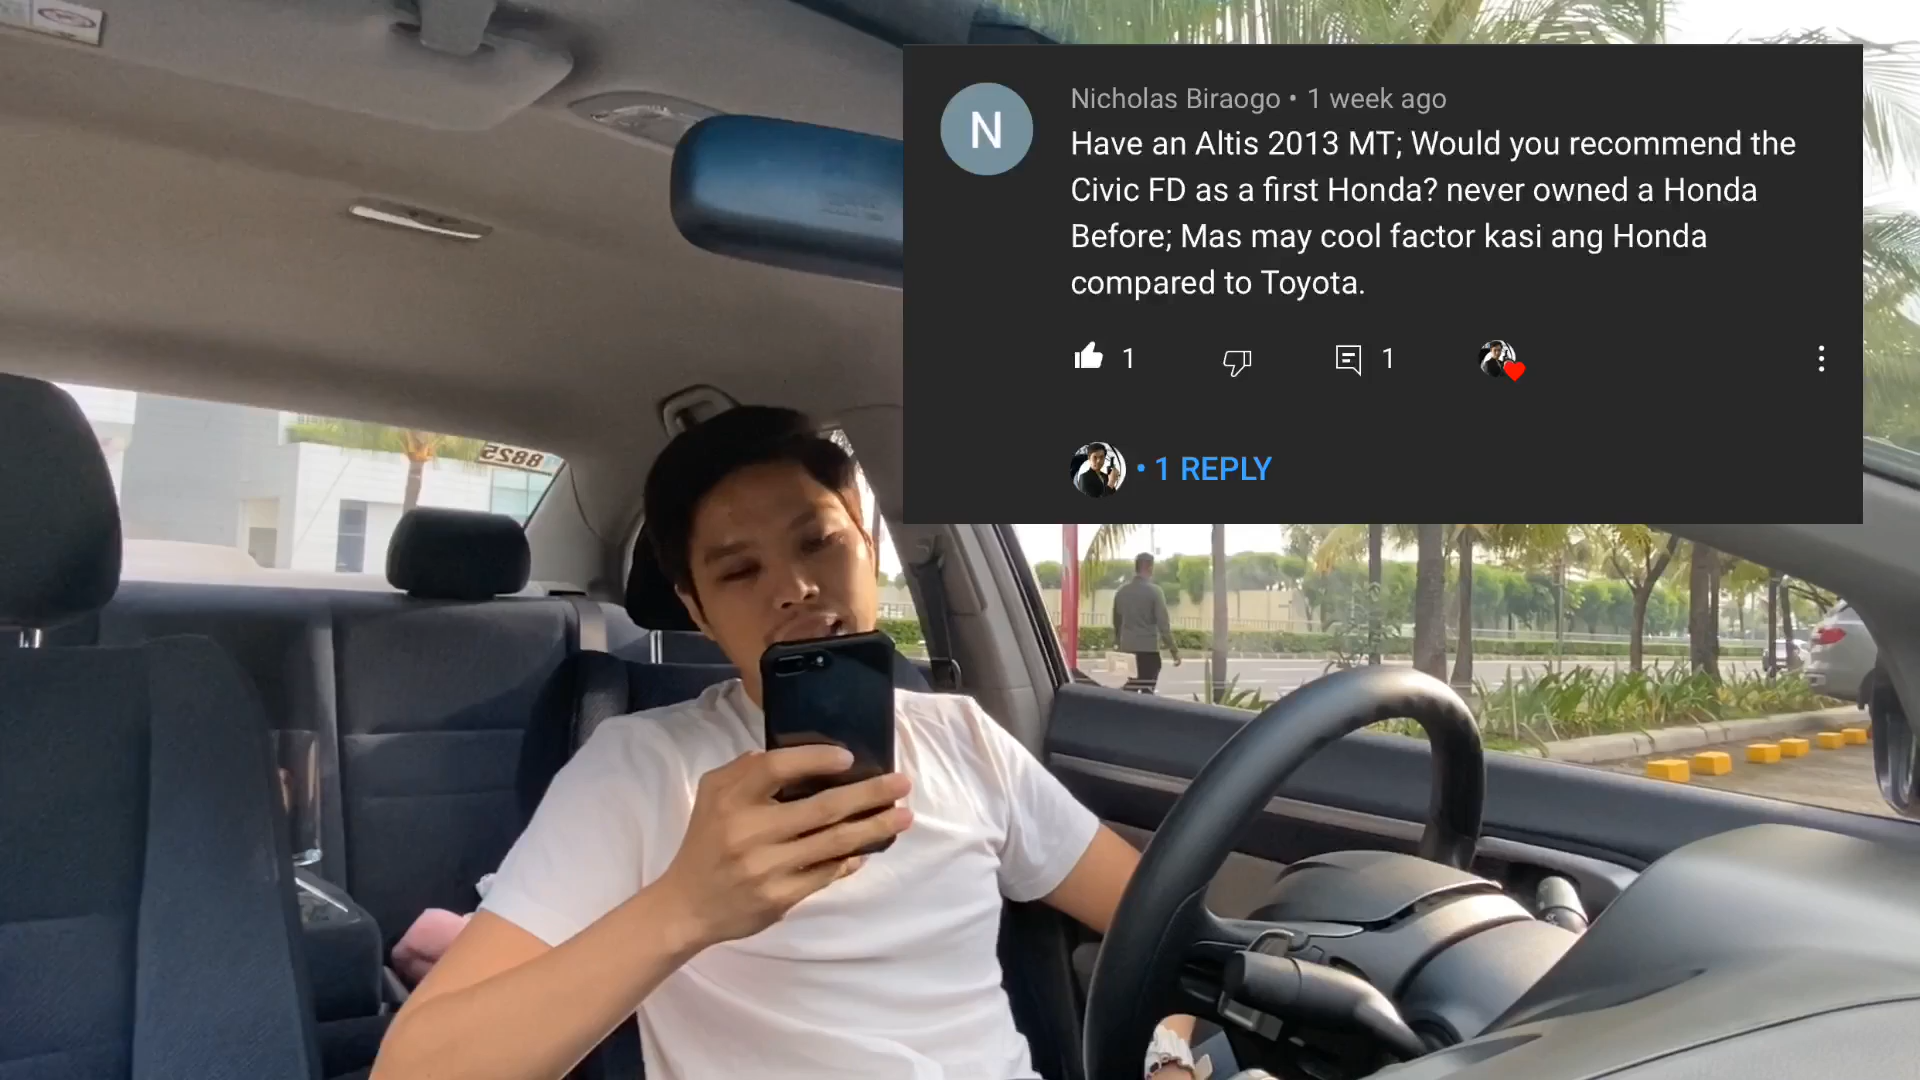 N
Nicholas Biraogo • 1 week ago
Have an Altis 2013 MT; Would you recommend the
Civic FD as a first Honda? never owned a Honda
Before; Mas may cool factor kasi ang Honda
compared to Toyota.
1
1
• 1 REPLY
8825